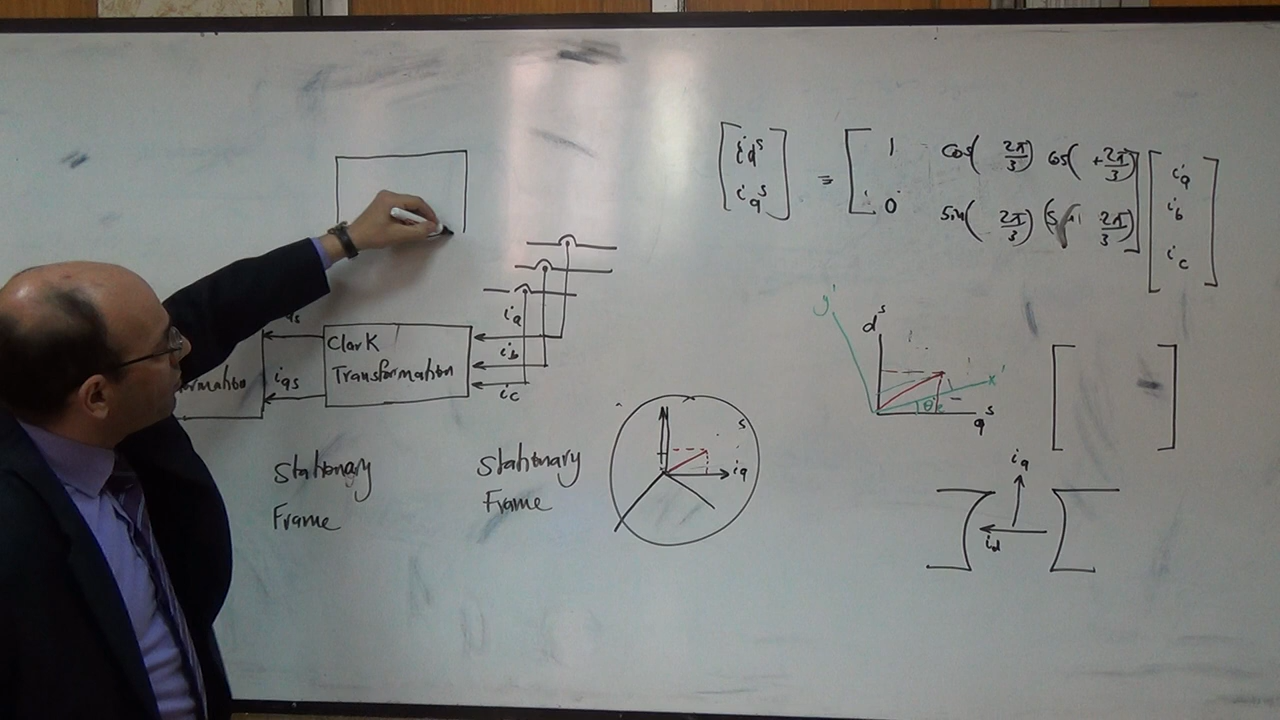 [ids iqs] = [1 cos( 2π/3) cos( +2π/3) [ia
0 sin( 2π/3) ( 2π/3)] ib
ic]
ia
ib
ic
iqs
ClarK
Transformation
rmation
Stationary
Frame
Stationary
Frame
s
iq
y'
ds
x'
θe
qs
iq
id